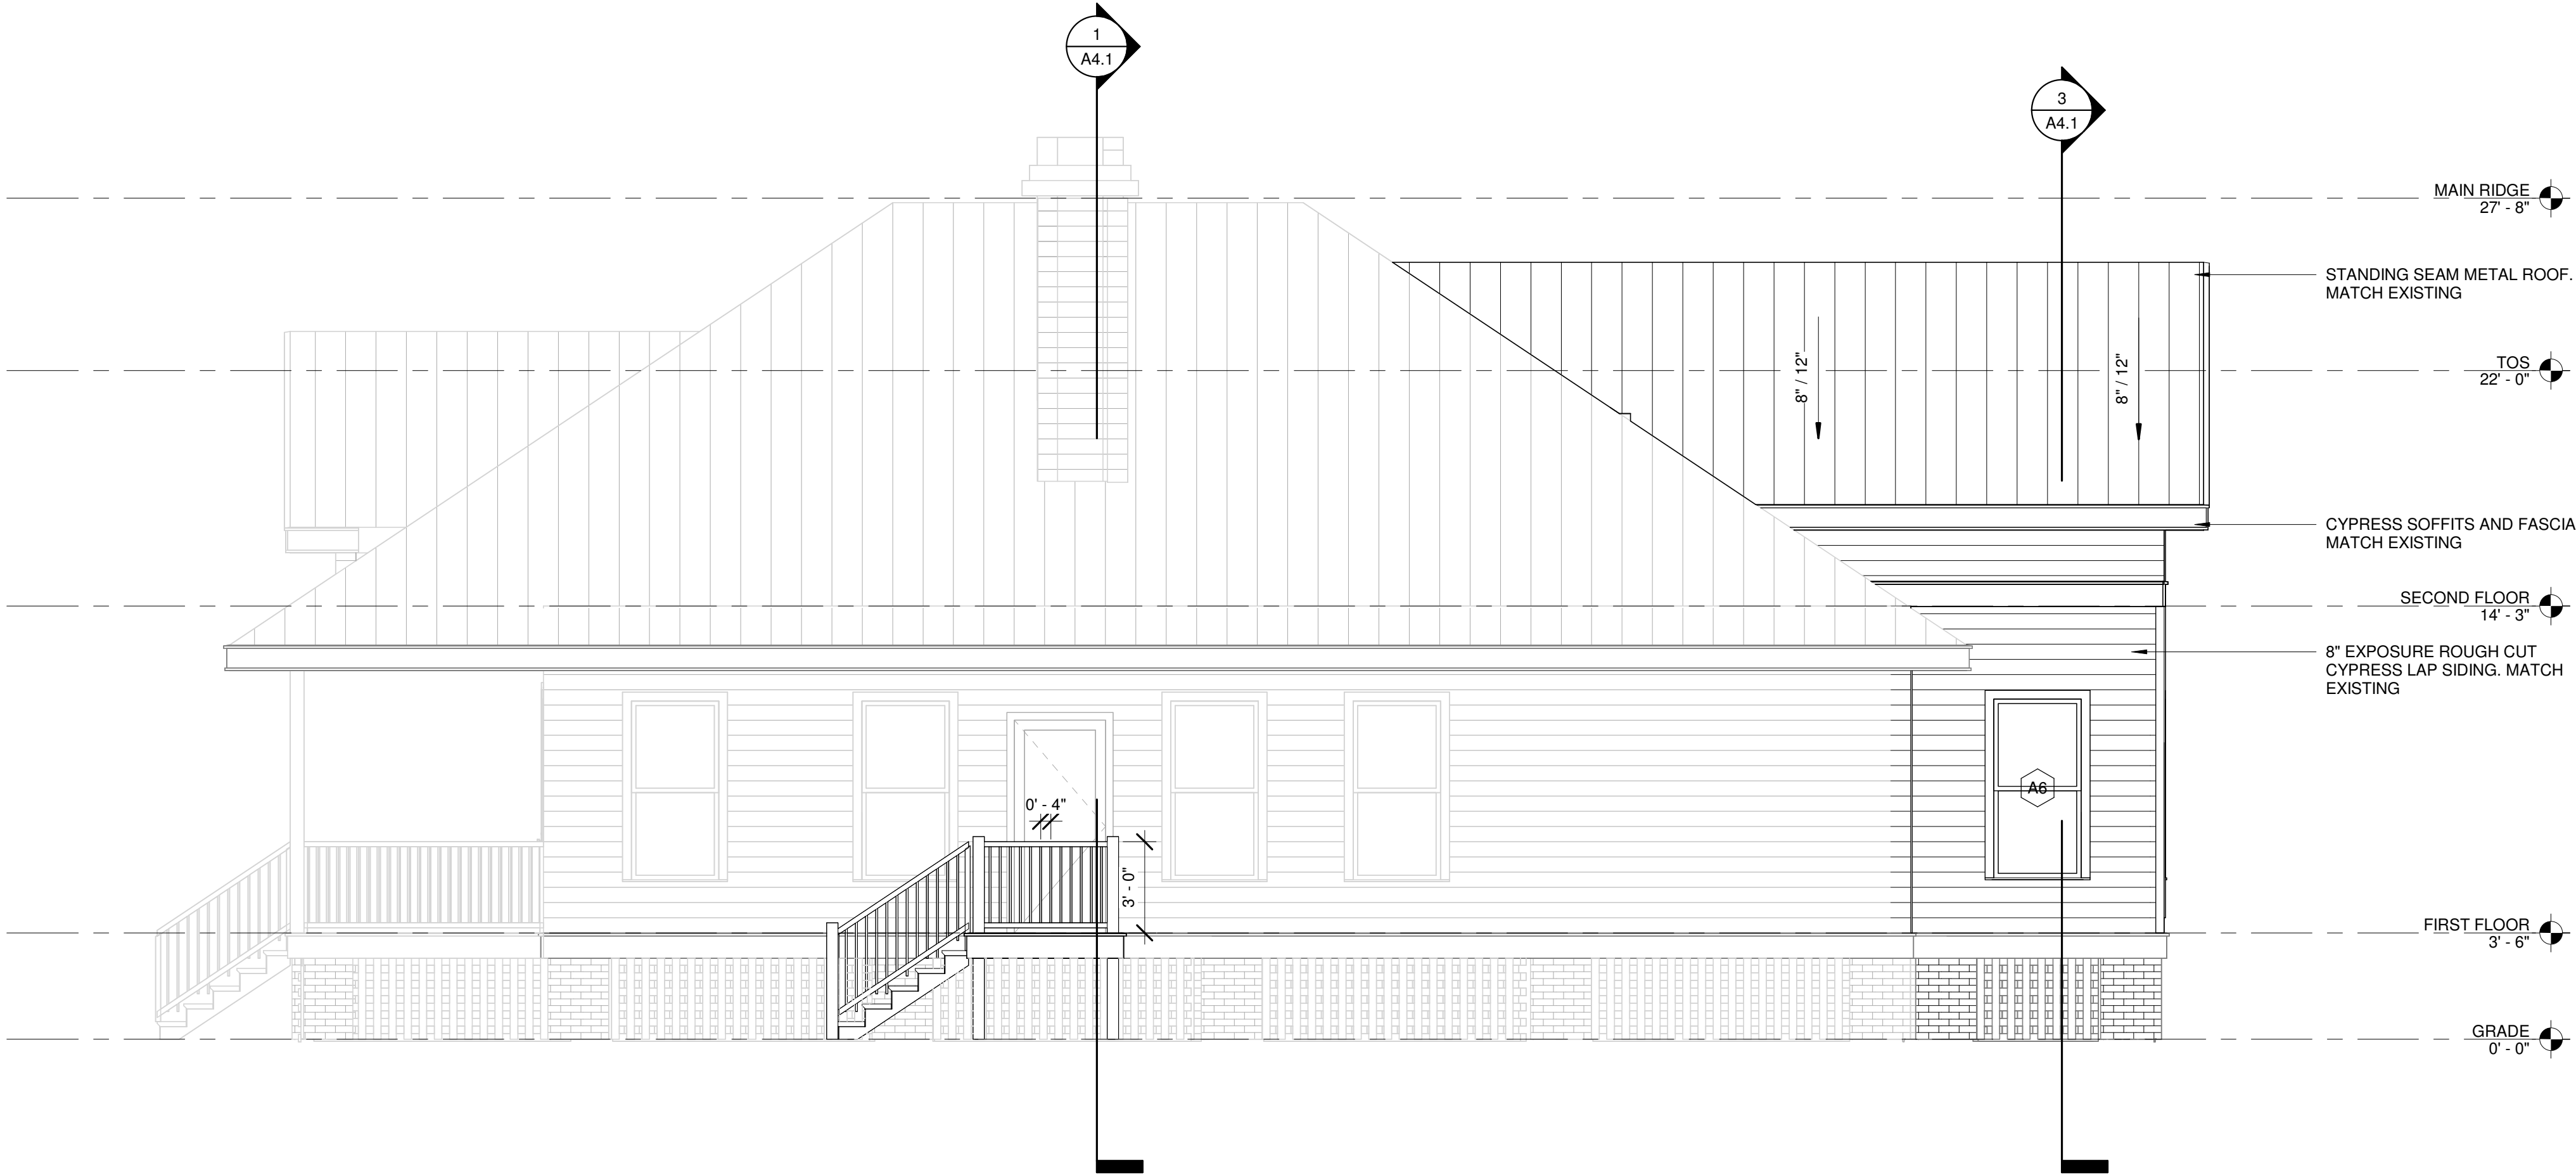 1
A4.1
3
A4.1
MAIN RIDGE
27' - 8"
STANDING SEAM METAL ROOF.
MATCH EXISTING
8" / 12"
8" / 12"
TOS
22' - 0"
CYPRESS SOFFITS AND FASCIA
MATCH EXISTING
SECOND FLOOR
14' - 3"
8" EXPOSURE ROUGH CUT
CYPRESS LAP SIDING. MATCH
EXISTING
A6
0' - 4"
3' - 0"
FIRST FLOOR
3' - 6"
GRADE
0' - 0"